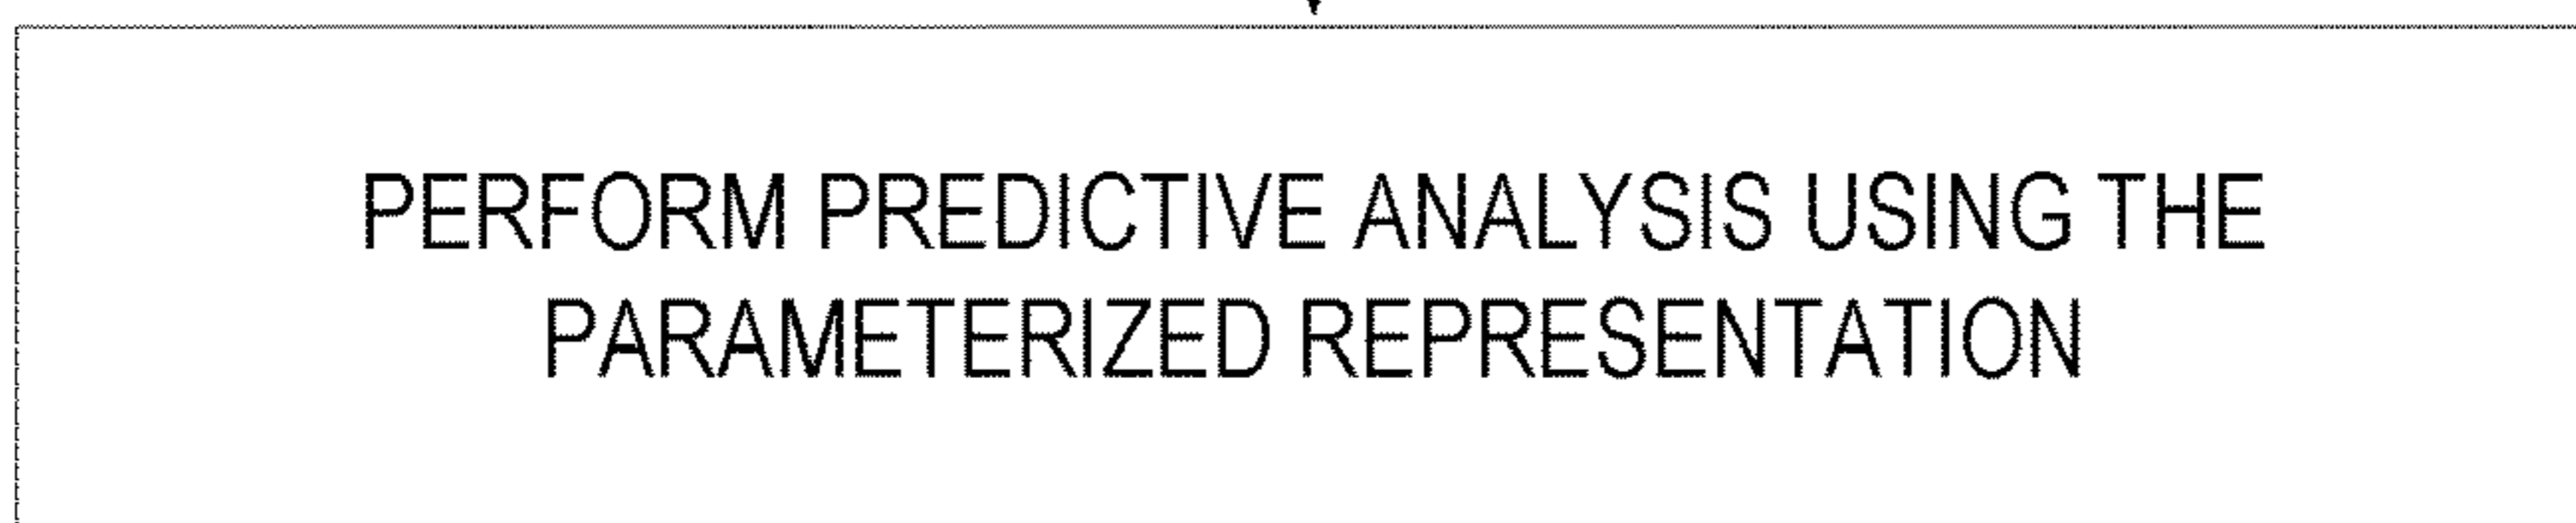 PERFORM PREDICTIVE ANALYSIS USING THE
PARAMETERIZED REPRESENTATION